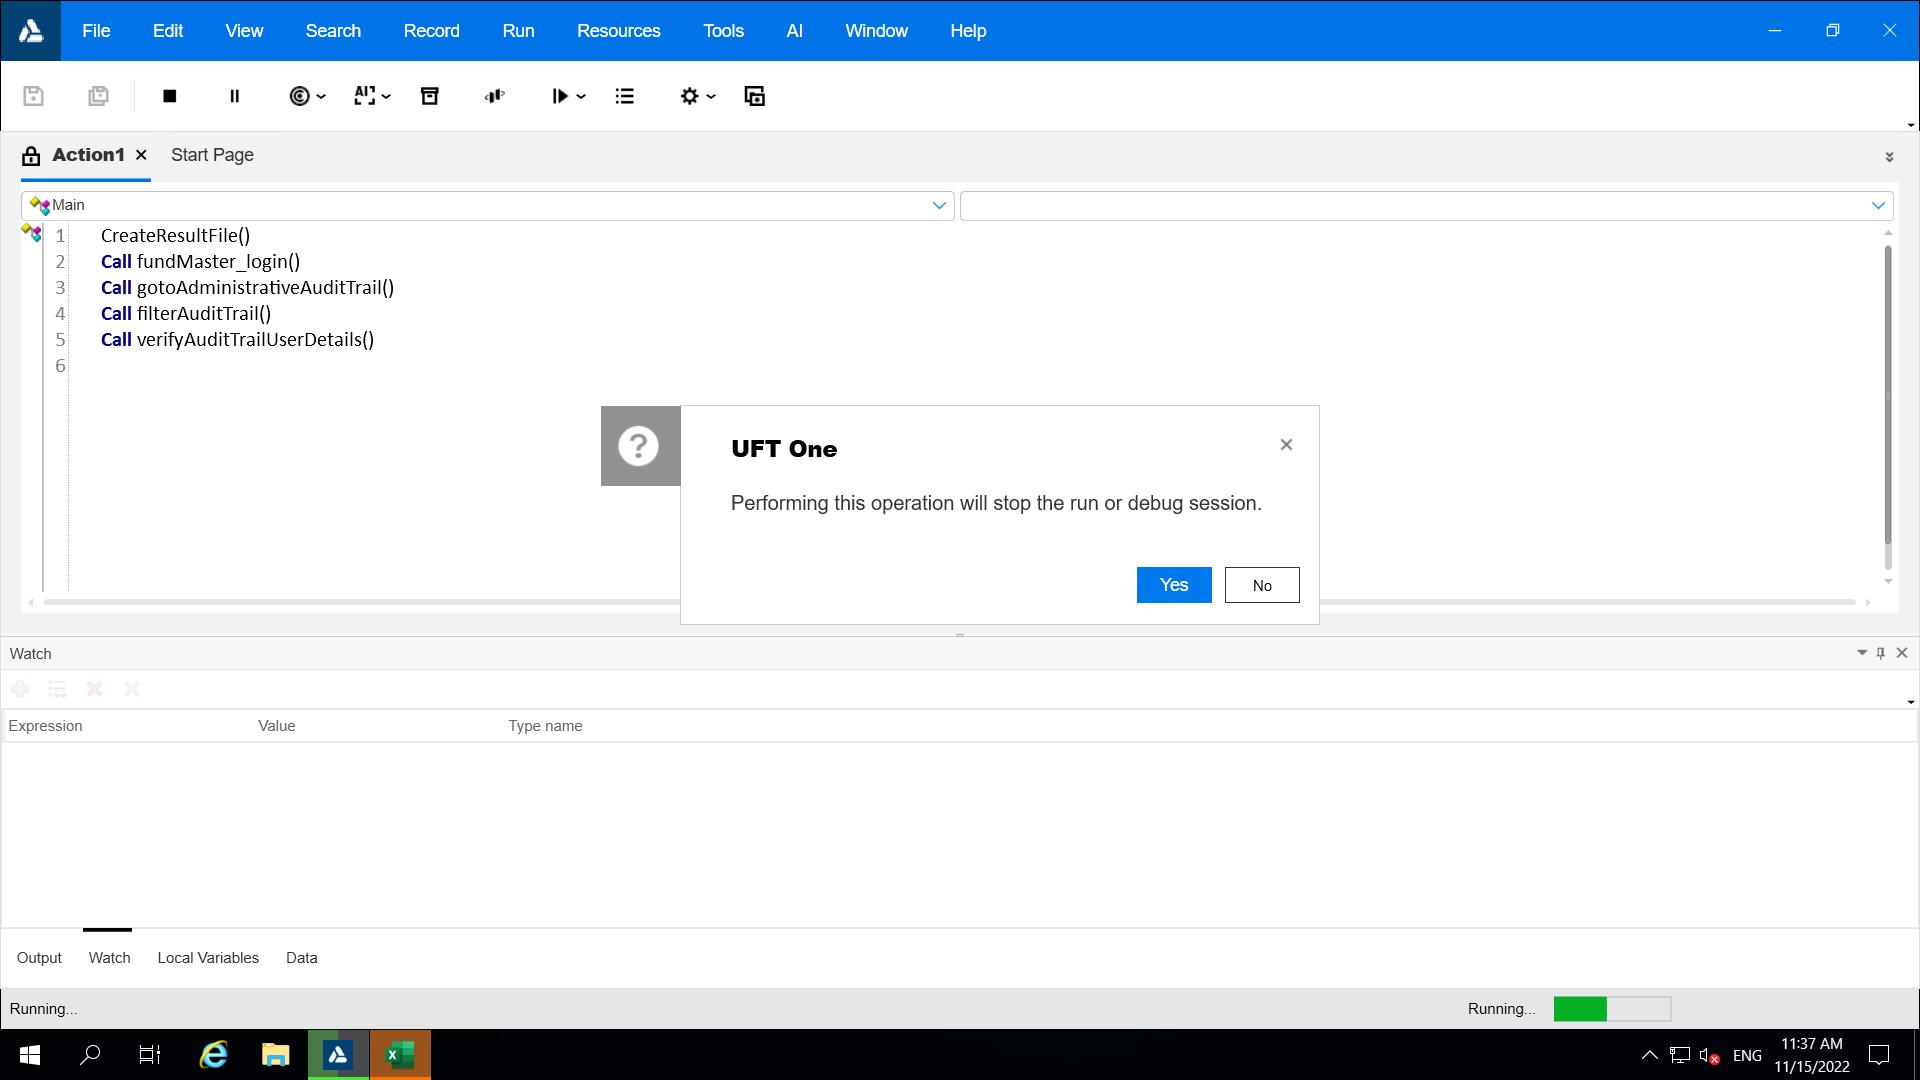 File Edit View Search Record Run Resources Tools AI Window Help
AI
Action1 Start Page
Main
1 CreateResultFile()
2 Call fundMaster_login()
3 Call gotoAdministrativeAuditTrail()
4 Call filterAuditTrail()
5 Call verifyAuditTrailUserDetails()
6
UFT One
Performing this operation will stop the run or debug session.
Yes No
Watch
Expression Value Type name
Output Watch Local Variables Data
Running... Running...
ENG 11:37 AM
11/15/2022